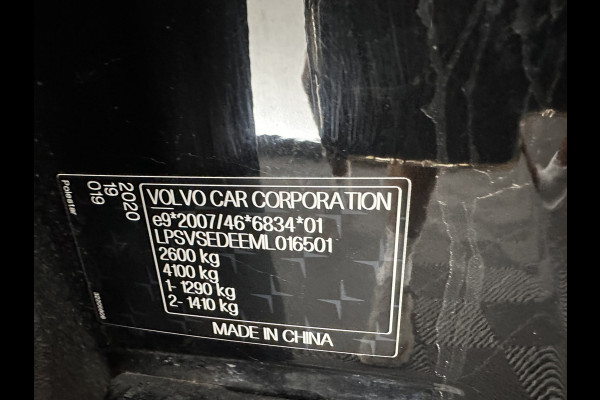 VOLVO CAR CORPORATION
e9*2007/46*6834*01
LPSVSEDEEML016501
2600 kg
4100 kg
1- 1290 kg
2- 1410 kg
MADE IN CHINA
2020
19
019
Polestar